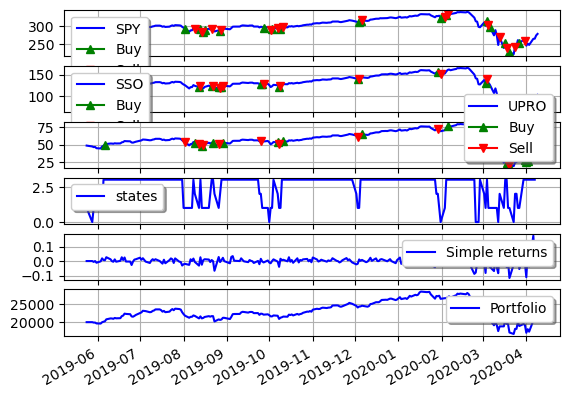 300
250
SPY
Buy
150
100
SSO
Buy
75
50
25
UPRO
Buy
Sell
2.5
0.0
states
0.1
0.0
−0.1
Simple returns
25000
20000
Portfolio
2019-06
2019-07
2019-08
2019-09
2019-10
2019-11
2019-12
2020-01
2020-02
2020-03
2020-04